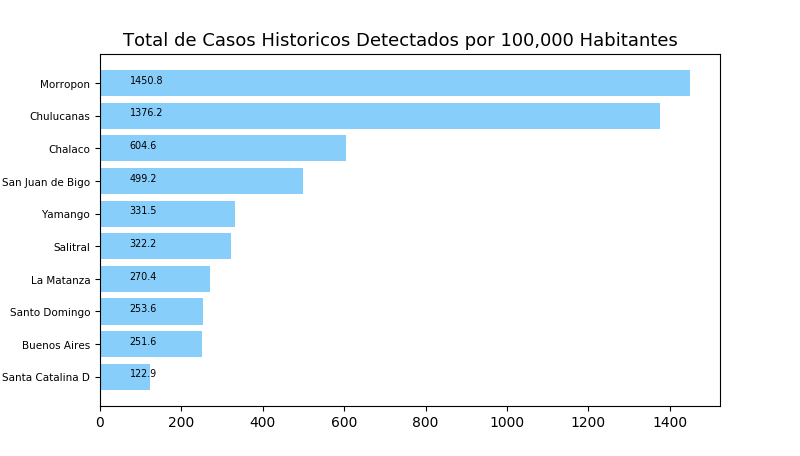 Total de Casos Historicos Detectados por 100,000 Habitantes
Morropon 1450.8
Chulucanas 1376.2
Chalaco 604.6
San Juan de Bigo 499.2
Yamango 331.5
Salitral 322.2
La Matanza 270.4
Santo Domingo 253.6
Buenos Aires 251.6
Santa Catalina D 122.9
0 200 400 600 800 1000 1200 1400